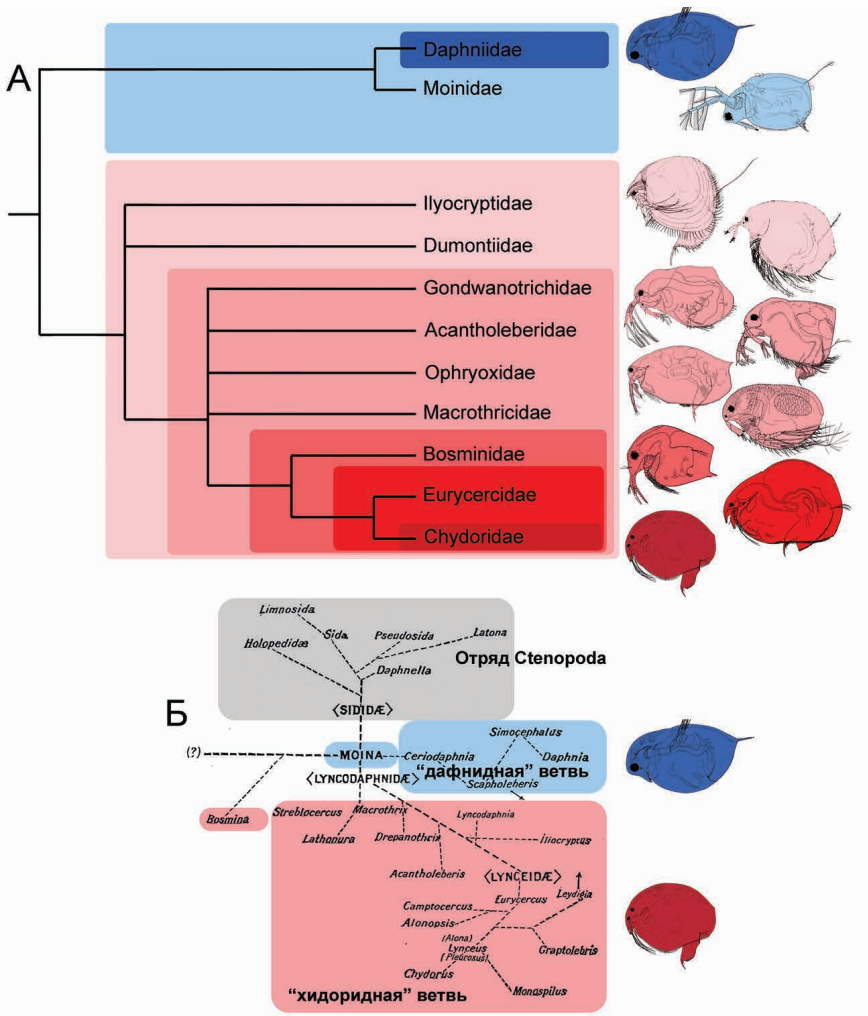 А
Daphniidae
Moinidae
Ilyocryptidae
Dumontiidae
Gondwanotrichidae
Acantholeberidae
Ophryoxidae
Macrothricidae
Bosminidae
Eurycercidae
Chydoridae
Б
Limnosida
Sida
Pseudosida
Latona
Holopedidae
Отряд Ctenopoda
Daphnella
<SIDIDÆ>
Simocephalus
(?)
MOINA
Ceriodaphnia
Daphnia
“дафнидная” ветвь
<LYNCODAPHNIDÆ>
Scapholeberis
Bosmina
Streblocercus
Macrothrix
Lyncodaphnia
Lathonura
Drepanothrix
Iliocryptus
Acantholeberis
<LYNCEIDÆ>
Leydigia
Camptocercus
Eurycercus
Alonopsis
(Alona)
Lynceus
(Pleuroxus)
Graptolebris
Chydorus
Monospilus
“хидоридная” ветвь